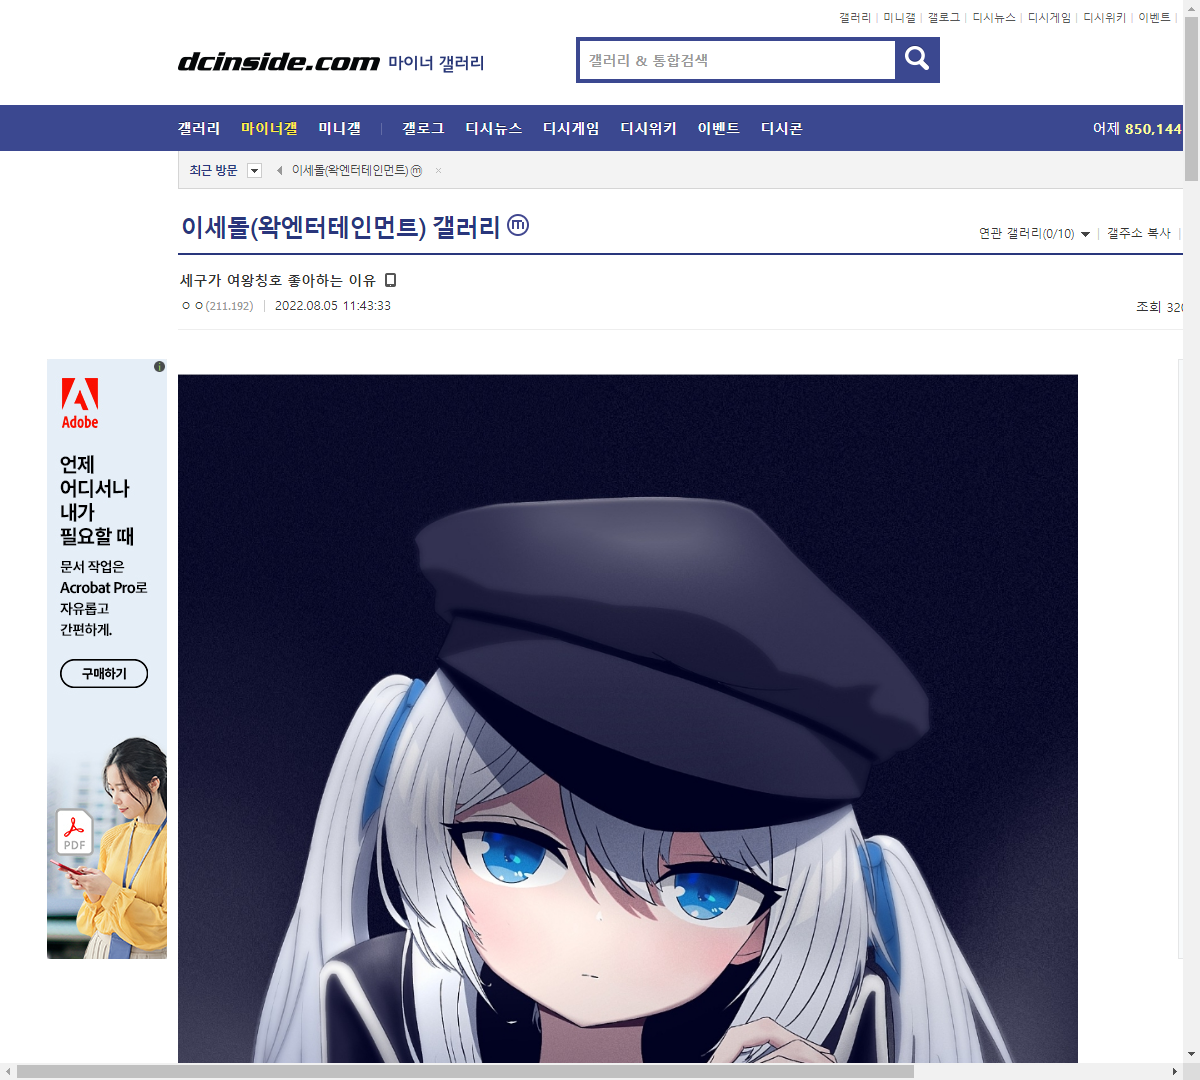 갤러리 미니갤 갤로그 디시뉴스 디시게임 디시위키 이벤트
dcinside.com 마이너 갤러리
갤러리 & 통합검색
갤러리 마이너갤 미니갤 갤로그 디시뉴스 디시게임 디시위키 이벤트 디시콘
어제 850,144
최근 방문 이세돌(왁엔터테인먼트) ⓜ ×
이세돌(왁엔터테인먼트) 갤러리 ⓜ
연관 갤러리(0/10) 갤주소 복사
세구가 여왕칭호 좋아하는 이유
ㅇㅇ(211.192) 2022.08.05 11:43:33
조회 320
Adobe
언제
어디서나
내가
필요할 때
문서 작업은
Acrobat Pro로
자유롭고
간편하게.
구매하기
PDF